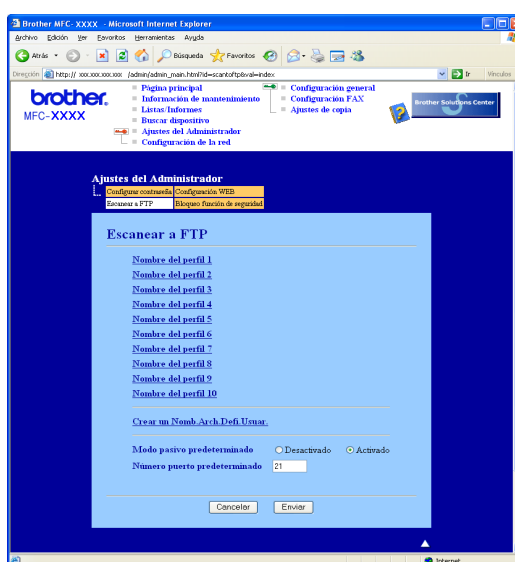 Brother MFC-XXXX - Microsoft Internet Explorer
Archivo Edición Ver Favoritos Herramientas Ayuda
Atrás Búsqueda Favoritos
Dirección http:// xxx.xxx.xxx.xxx /admin/admin_main.html?id=scantoftp&val=index Ir Vínculos
brother.
MFC-XXXX
Página principal
Información de mantenimiento
Listas/Informes
Buscar dispositivo
Ajustes del Administrador
Configuración de la red
Configuración general
Configuración FAX
Ajustes de copia
Brother Solutions Center
Ajustes del Administrador
Configurar contraseña Configuración WEB
Escanear a FTP Bloqueo función de seguridad
Escanear a FTP
Nombre del perfil 1
Nombre del perfil 2
Nombre del perfil 3
Nombre del perfil 4
Nombre del perfil 5
Nombre del perfil 6
Nombre del perfil 7
Nombre del perfil 8
Nombre del perfil 9
Nombre del perfil 10
Crear un Nomb.Arch.Defi.Usuar.
Modo pasivo predeterminado Desactivado Activado
Número puerto predeterminado 21
Cancelar Enviar
Internet